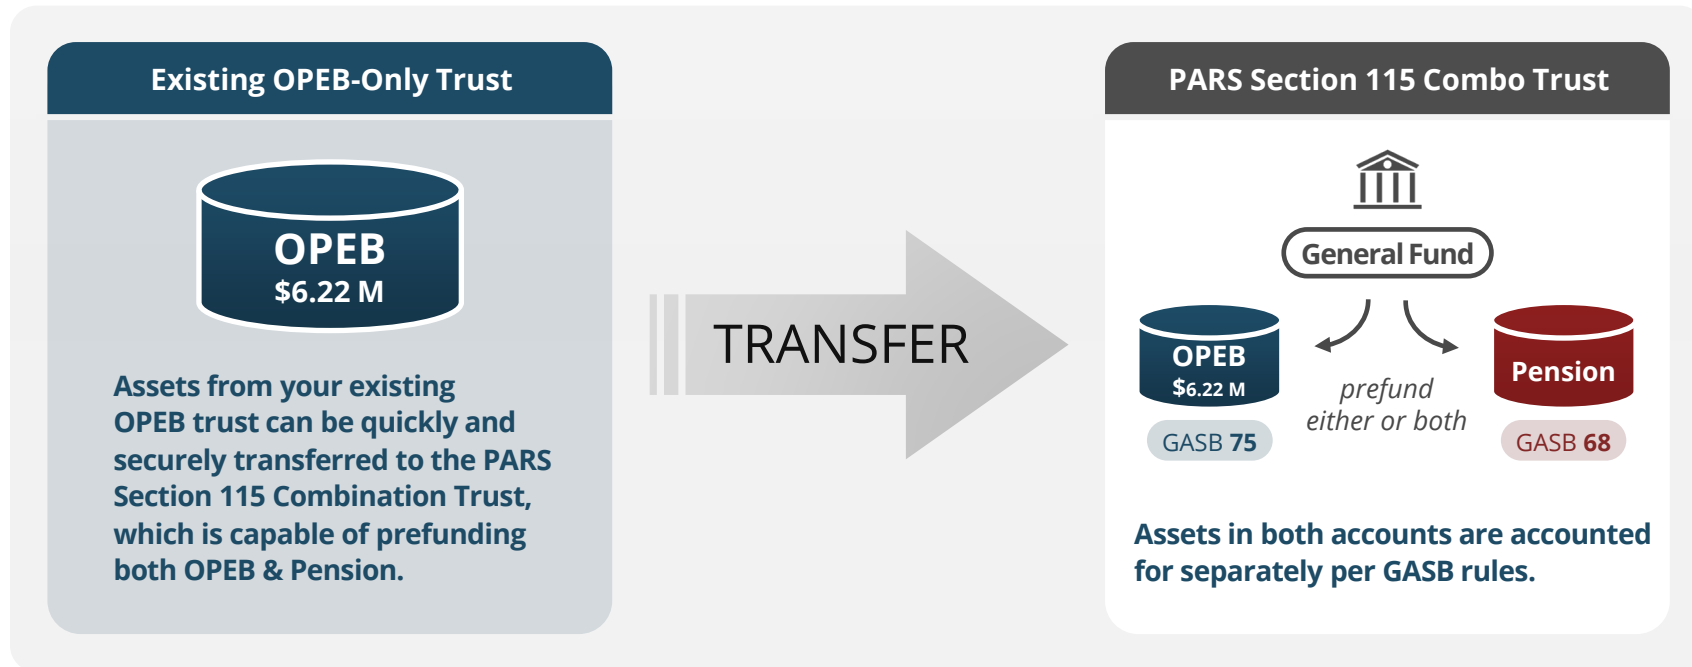 Existing OPEB-Only Trust
OPEB
$6.22 M
Assets from your existing
OPEB trust can be quickly and
securely transferred to the PARS
Section 115 Combination Trust,
which is capable of prefunding
both OPEB & Pension.
TRANSFER
PARS Section 115 Combo Trust
General Fund
OPEB
$6.22 M
GASB 75
prefund
either or both
Pension
GASB 68
Assets in both accounts are accounted
for separately per GASB rules.